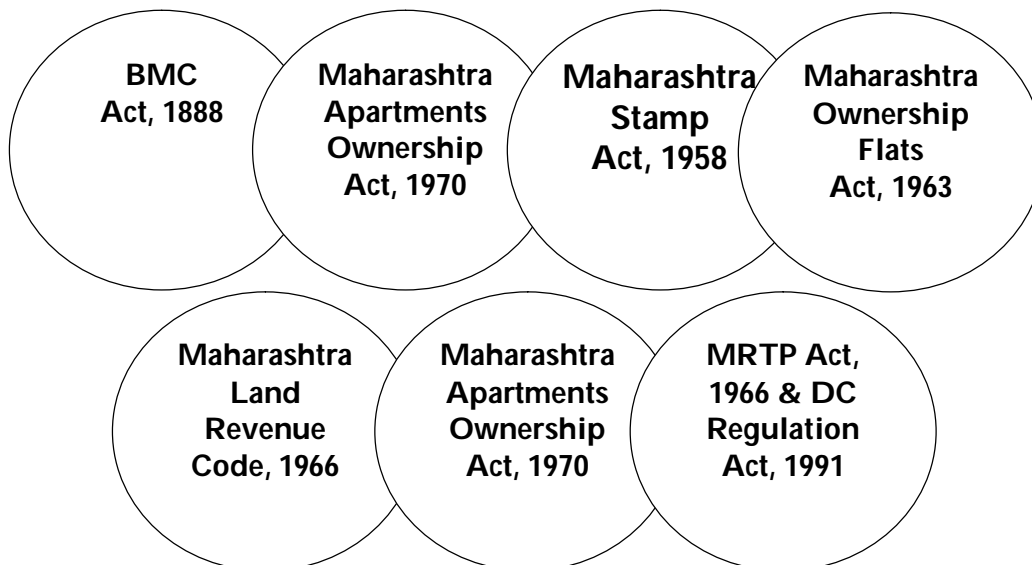 BMC
Act, 1888
Maharashtra
Apartments
Ownership
Act, 1970
Maharashtra
Stamp
Act, 1958
Maharashtra
Ownership
Flats
Act, 1963
Maharashtra
Land
Revenue
Code, 1966
Maharashtra
Apartments
Ownership
Act, 1970
MRTP Act,
1966 & DC
Regulation
Act, 1991